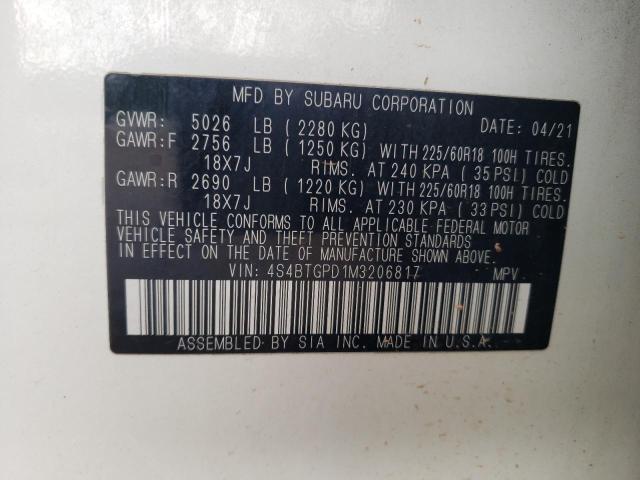 MFD BY SUBARU CORPORATION
GVWR: 5026 LB ( 2280 KG) DATE: 04/21
GAWR:F 2756 LB ( 1250 KG) WITH 225/60R18 100H TIRES.
18X7J RIMS. AT 240 KPA ( 35 PSI) COLD
GAWR:R 2690 LB ( 1220 KG) WITH 225/60R18 100H TIRES.
18X7J RIMS. AT 230 KPA ( 33 PSI) COLD
THIS VEHICLE CONFORMS TO ALL APPLICABLE FEDERAL MOTOR
VEHICLE SAFETY AND THEFT PREVENTION STANDARDS
IN EFFECT ON THE DATE OF MANUFACTURE SHOWN ABOVE.
VIN: 4S4BTGPD1M3206817 MPV
ASSEMBLED BY SIA INC. MADE IN U.S.A.